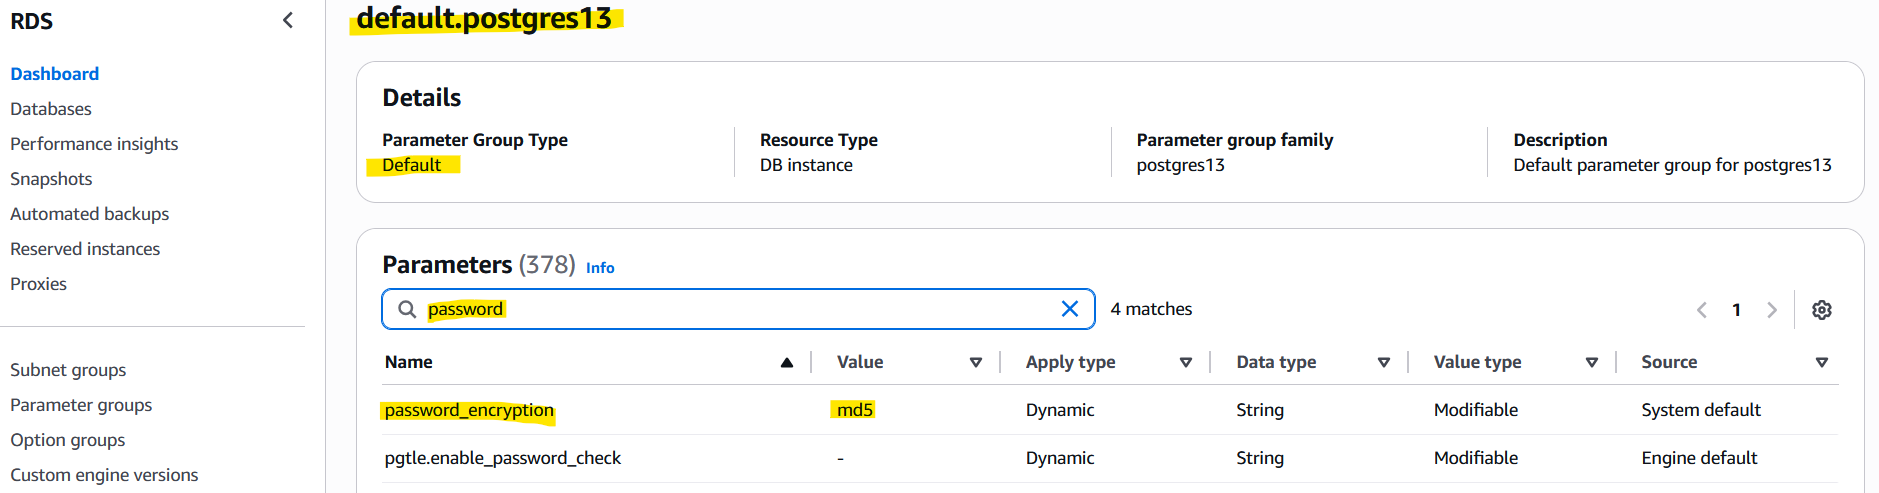 RDS
Dashboard
Databases
Performance insights
Snapshots
Automated backups
Reserved instances
Proxies
Subnet groups
Parameter groups
Option groups
Custom engine versions
default.postgres13
Details
Parameter Group Type
Default
Resource Type
DB instance
Parameter group family
postgres13
Description
Default parameter group for postgres13
Parameters (378) Info
password
4 matches
1
Name Value Apply type Data type Value type Source
password_encryption md5 Dynamic String Modifiable System default
pgtle.enable_password_check - Dynamic String Modifiable Engine default